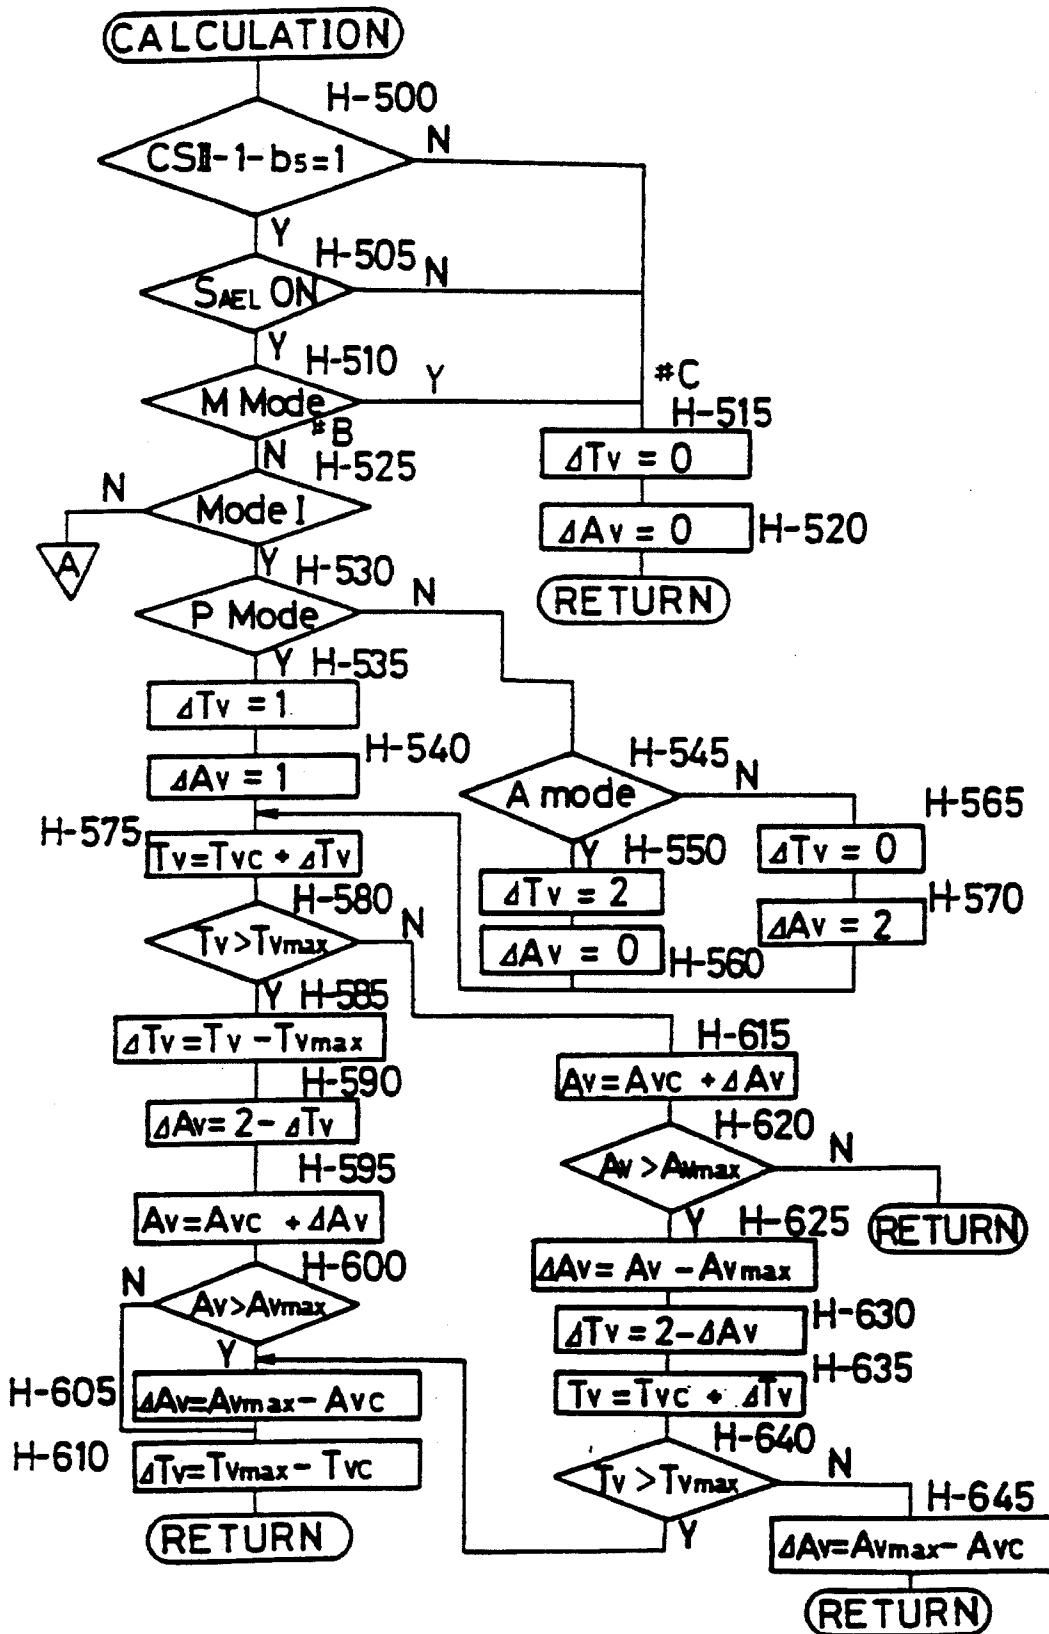 CALCULATION
H-500
CSII-1-b5=1
N
Y
H-505
SAEL ON
N
Y
H-510
M Mode
Y
#B
N
#C
H-515
ΔTv = 0
ΔAv = 0
H-520
RETURN
H-525
Mode I
N
A
Y
H-530
P Mode
N
Y
H-535
ΔTv = 1
H-540
ΔAv = 1
H-545
A mode
N
Y
H-550
ΔTv = 2
ΔAv = 0
H-560
H-565
ΔTv = 0
H-570
ΔAv = 2
H-575
Tv=Tvc + ΔTv
H-580
Tv>Tvmax
N
Y
H-585
ΔTv=Tv -Tvmax
H-590
ΔAv=2- ΔTv
H-595
Av=Avc + ΔAv
H-600
N
Av>Avmax
Y
H-605
ΔAv=Avmax- Avc
H-610
ΔTv=Tvmax- Tvc
RETURN
H-615
Av=Avc + ΔAv
H-620
Av>Avmax
N
RETURN
Y
H-625
ΔAv= Av -Avmax
H-630
ΔTv=2-ΔAv
H-635
Tv=Tvc + ΔTv
H-640
Tv >Tvmax
N
Y
H-645
ΔAv=Avmax- Avc
RETURN